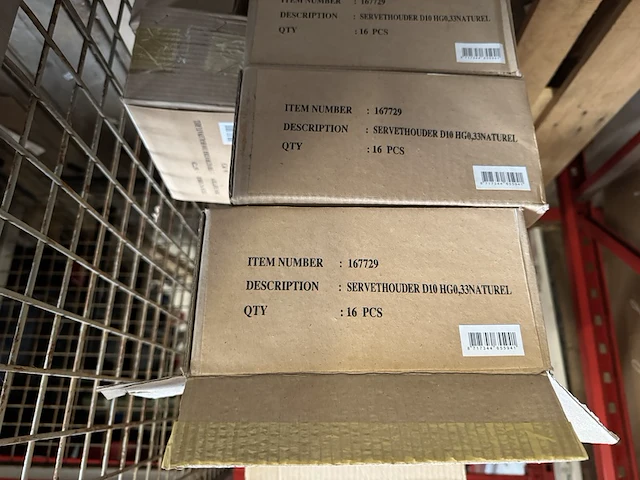 ITEM NUMBER : 167729
DESCRIPTION : SERVETHOUDER D10 HG0,33NATUREL
QTY : 16 PCS
ITEM NUMBER : 167729
DESCRIPTION : SERVETHOUDER D10 HG0,33NATUREL
QTY : 16 PCS
ITEM NUMBER : 167729
DESCRIPTION : SERVETHOUDER D10 HG0,33NATUREL
QTY : 16 PCS